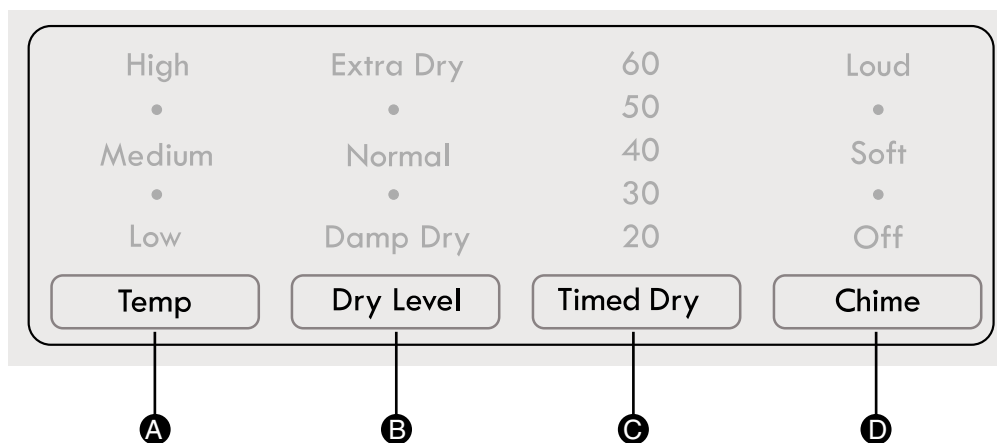 High Extra Dry 60 Loud
• • 50 •
Medium Normal 40 Soft
• • 30 •
Low Damp Dry 20 Off
Temp Dry Level Timed Dry Chime
A B C D